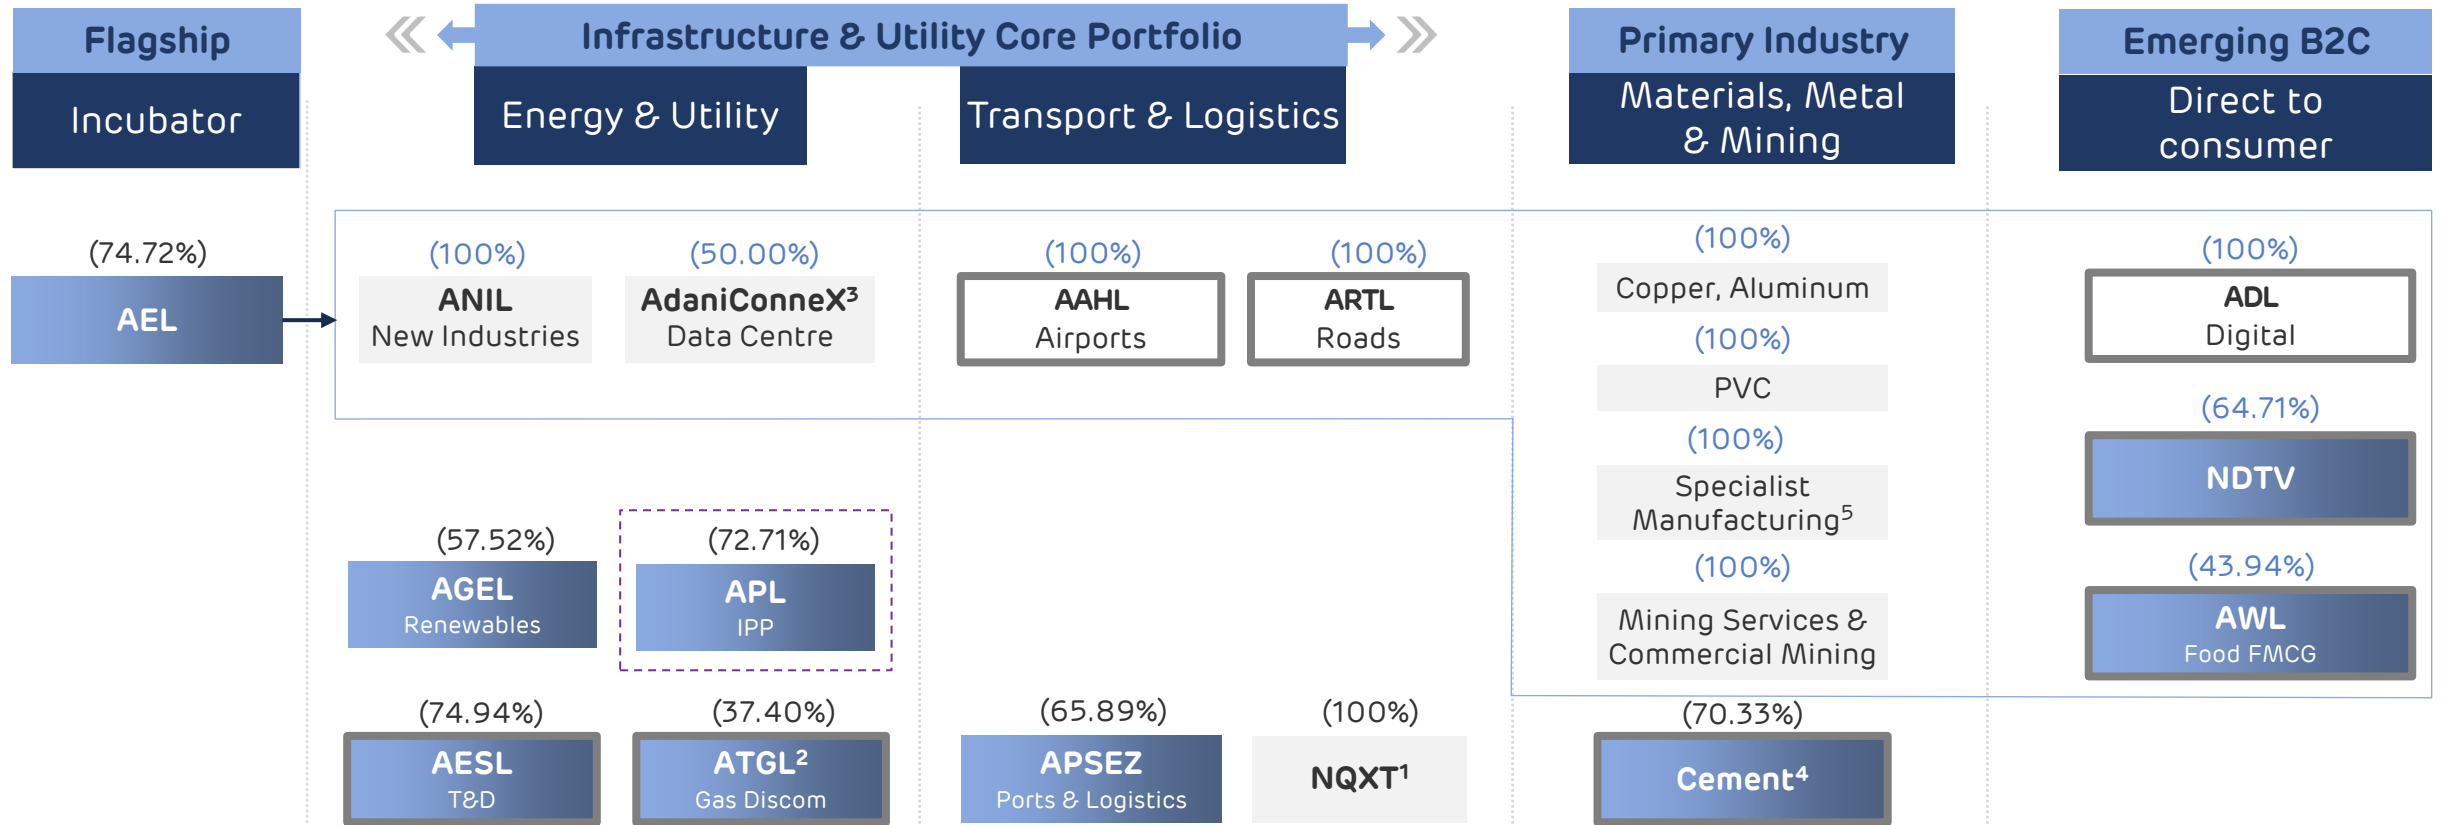 Flagship
Incubator
Infrastructure & Utility Core Portfolio
Energy & Utility
Transport & Logistics
Primary Industry
Materials, Metal
& Mining
Emerging B2C
Direct to
consumer
(74.72%)
AEL
(100%)
ANIL
New Industries
(50.00%)
AdaniConneX³
Data Centre
(100%)
AAHL
Airports
(100%)
ARTL
Roads
(57.52%)
AGEL
Renewables
(72.71%)
APL
IPP
(74.94%)
AESL
T&D
(37.40%)
ATGL²
Gas Discom
(65.89%)
APSEZ
Ports & Logistics
(100%)
NQXT¹
(100%)
Copper, Aluminum
(100%)
PVC
(100%)
Specialist
Manufacturing⁵
(100%)
Mining Services &
Commercial Mining
(70.33%)
Cement⁴
(100%)
ADL
Digital
(64.71%)
NDTV
(43.94%)
AWL
Food FMCG